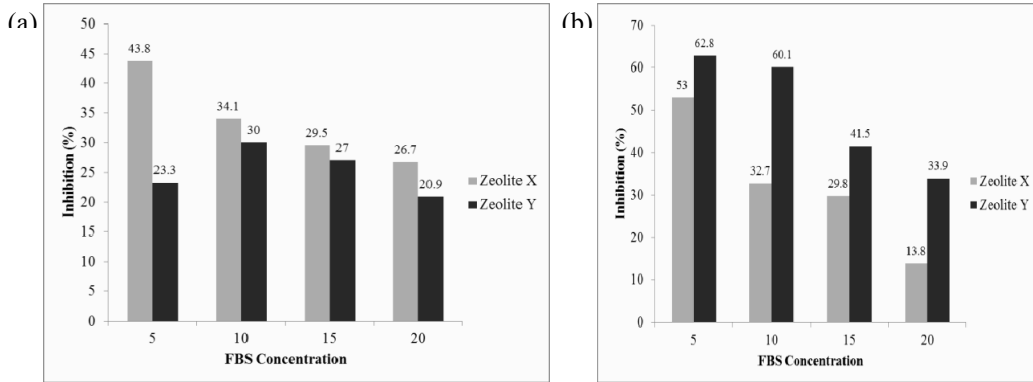 (a)
50
45
40
35
30
25
20
15
10
5
0
Inhibition (%)
43.8
23.3
34.1
30
29.5
27
26.7
20.9
5 10 15 20
FBS Concentration
Zeolite X
Zeolite Y
(b)
70
60
50
40
30
20
10
0
Inhibition (%)
53
62.8
32.7
60.1
29.8
41.5
13.8
33.9
5 10 15 20
FBS Concentration
Zeolite X
Zeolite Y